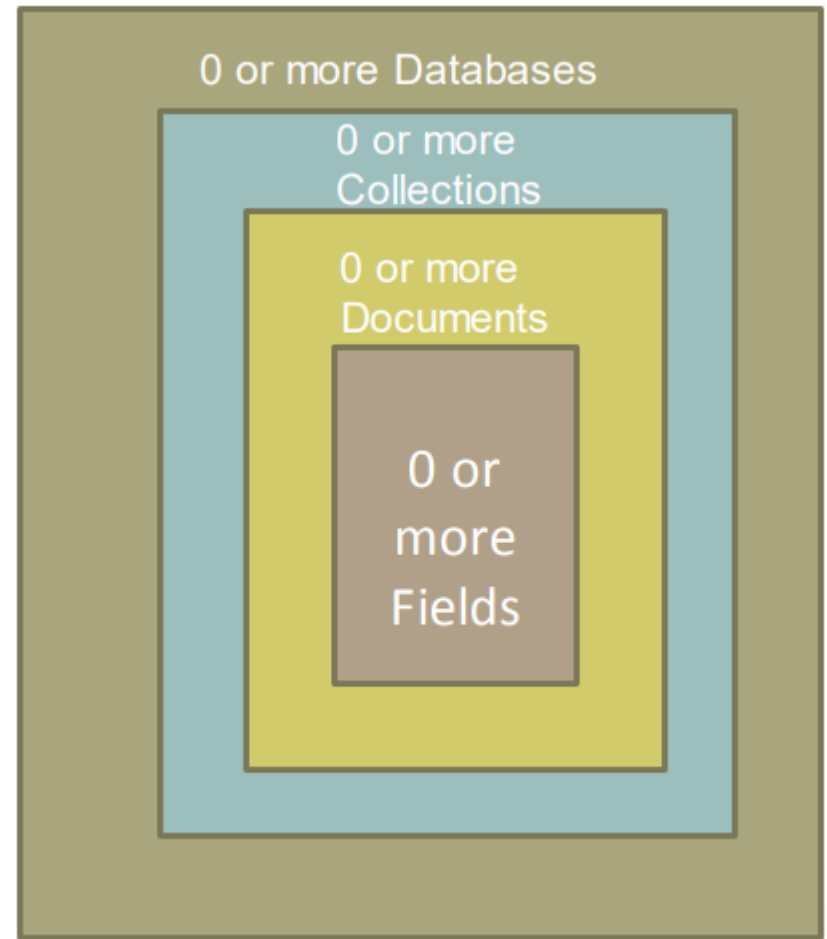 0 or more Databases
0 or more
Collections
0 or more
Documents
0 or
more
Fields